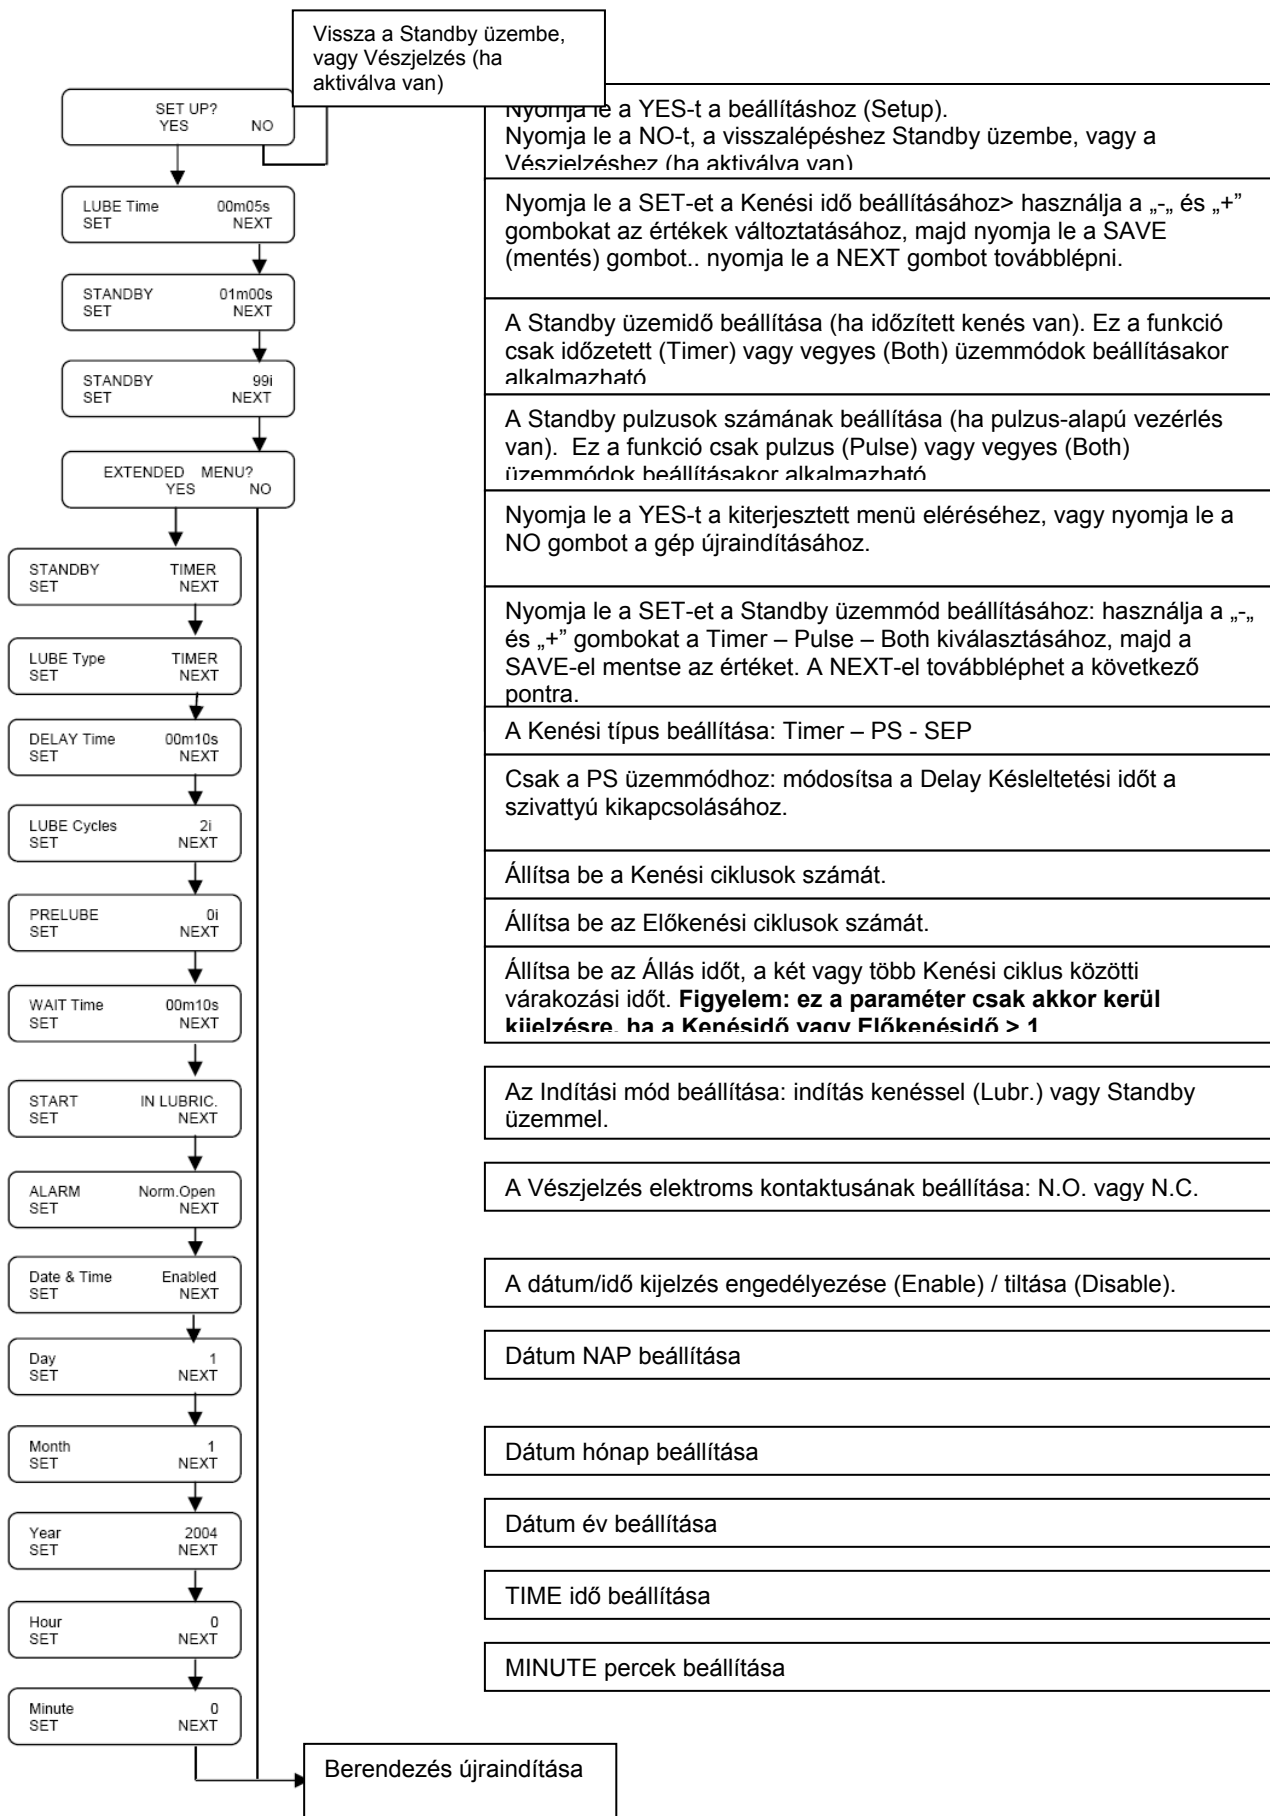 Vissza a Standby üzembe,
vagy Vészjelzés (ha
aktiválva van)
SET UP?
YES NO
Nyomja le a YES-t a beállításhoz (Setup).
Nyomja le a NO-t, a visszalépéshez Standby üzembe, vagy a
Vészjelzéshez (ha aktiválva van)
LUBE Time 00m05s
SET NEXT
Nyomja le a SET-et a Kenési idő beállításához> használja a „-„ és „+”
gombokat az értékek változtatásához, majd nyomja le a SAVE
(mentés) gombot.. nyomja le a NEXT gombot továbblépni.
STANDBY 01m00s
SET NEXT
A Standby üzemidő beállítása (ha időzített kenés van). Ez a funkció
csak időzetett (Timer) vagy vegyes (Both) üzemmódok beállításakor
alkalmazható
STANDBY 99i
SET NEXT
A Standby pulzusok számának beállítása (ha pulzus-alapú vezérlés
van). Ez a funkció csak pulzus (Pulse) vagy vegyes (Both)
üzemmódok beállításakor alkalmazható
EXTENDED MENU?
YES NO
Nyomja le a YES-t a kiterjesztett menü eléréséhez, vagy nyomja le a
NO gombot a gép újraindításához.
STANDBY TIMER
SET NEXT
Nyomja le a SET-et a Standby üzemmód beállításához: használja a „-„
és „+” gombokat a Timer – Pulse – Both kiválasztásához, majd a
SAVE-el mentse az értéket. A NEXT-el továbbléphet a következő
pontra.
LUBE Type TIMER
SET NEXT
A Kenési típus beállítása: Timer – PS - SEP
DELAY Time 00m10s
SET NEXT
Csak a PS üzemmódhoz: módosítsa a Delay Késleltetési időt a
szivattyú kikapcsolásához.
LUBE Cycles 2i
SET NEXT
Állítsa be a Kenési ciklusok számát.
PRELUBE 0i
SET NEXT
Állítsa be az Előkenési ciklusok számát.
WAIT Time 00m10s
SET NEXT
Állítsa be az Állás időt, a két vagy több Kenési ciklus közötti
várakozási időt. Figyelem: ez a paraméter csak akkor kerül
kijelzésre, ha a Kenésidő vagy Előkenésidő > 1
START IN LUBRIC.
SET NEXT
Az Indítási mód beállítása: indítás kenéssel (Lubr.) vagy Standby
üzemmel.
ALARM Norm.Open
SET NEXT
A Vészjelzés elektroms kontaktusának beállítása: N.O. vagy N.C.
Date & Time Enabled
SET NEXT
A dátum/idő kijelzés engedélyezése (Enable) / tiltása (Disable).
Day 1
SET NEXT
Dátum NAP beállítása
Month 1
SET NEXT
Dátum hónap beállítása
Year 2004
SET NEXT
Dátum év beállítása
Hour 0
SET NEXT
TIME idő beállítása
Minute 0
SET NEXT
MINUTE percek beállítása
Berendezés újraindítása